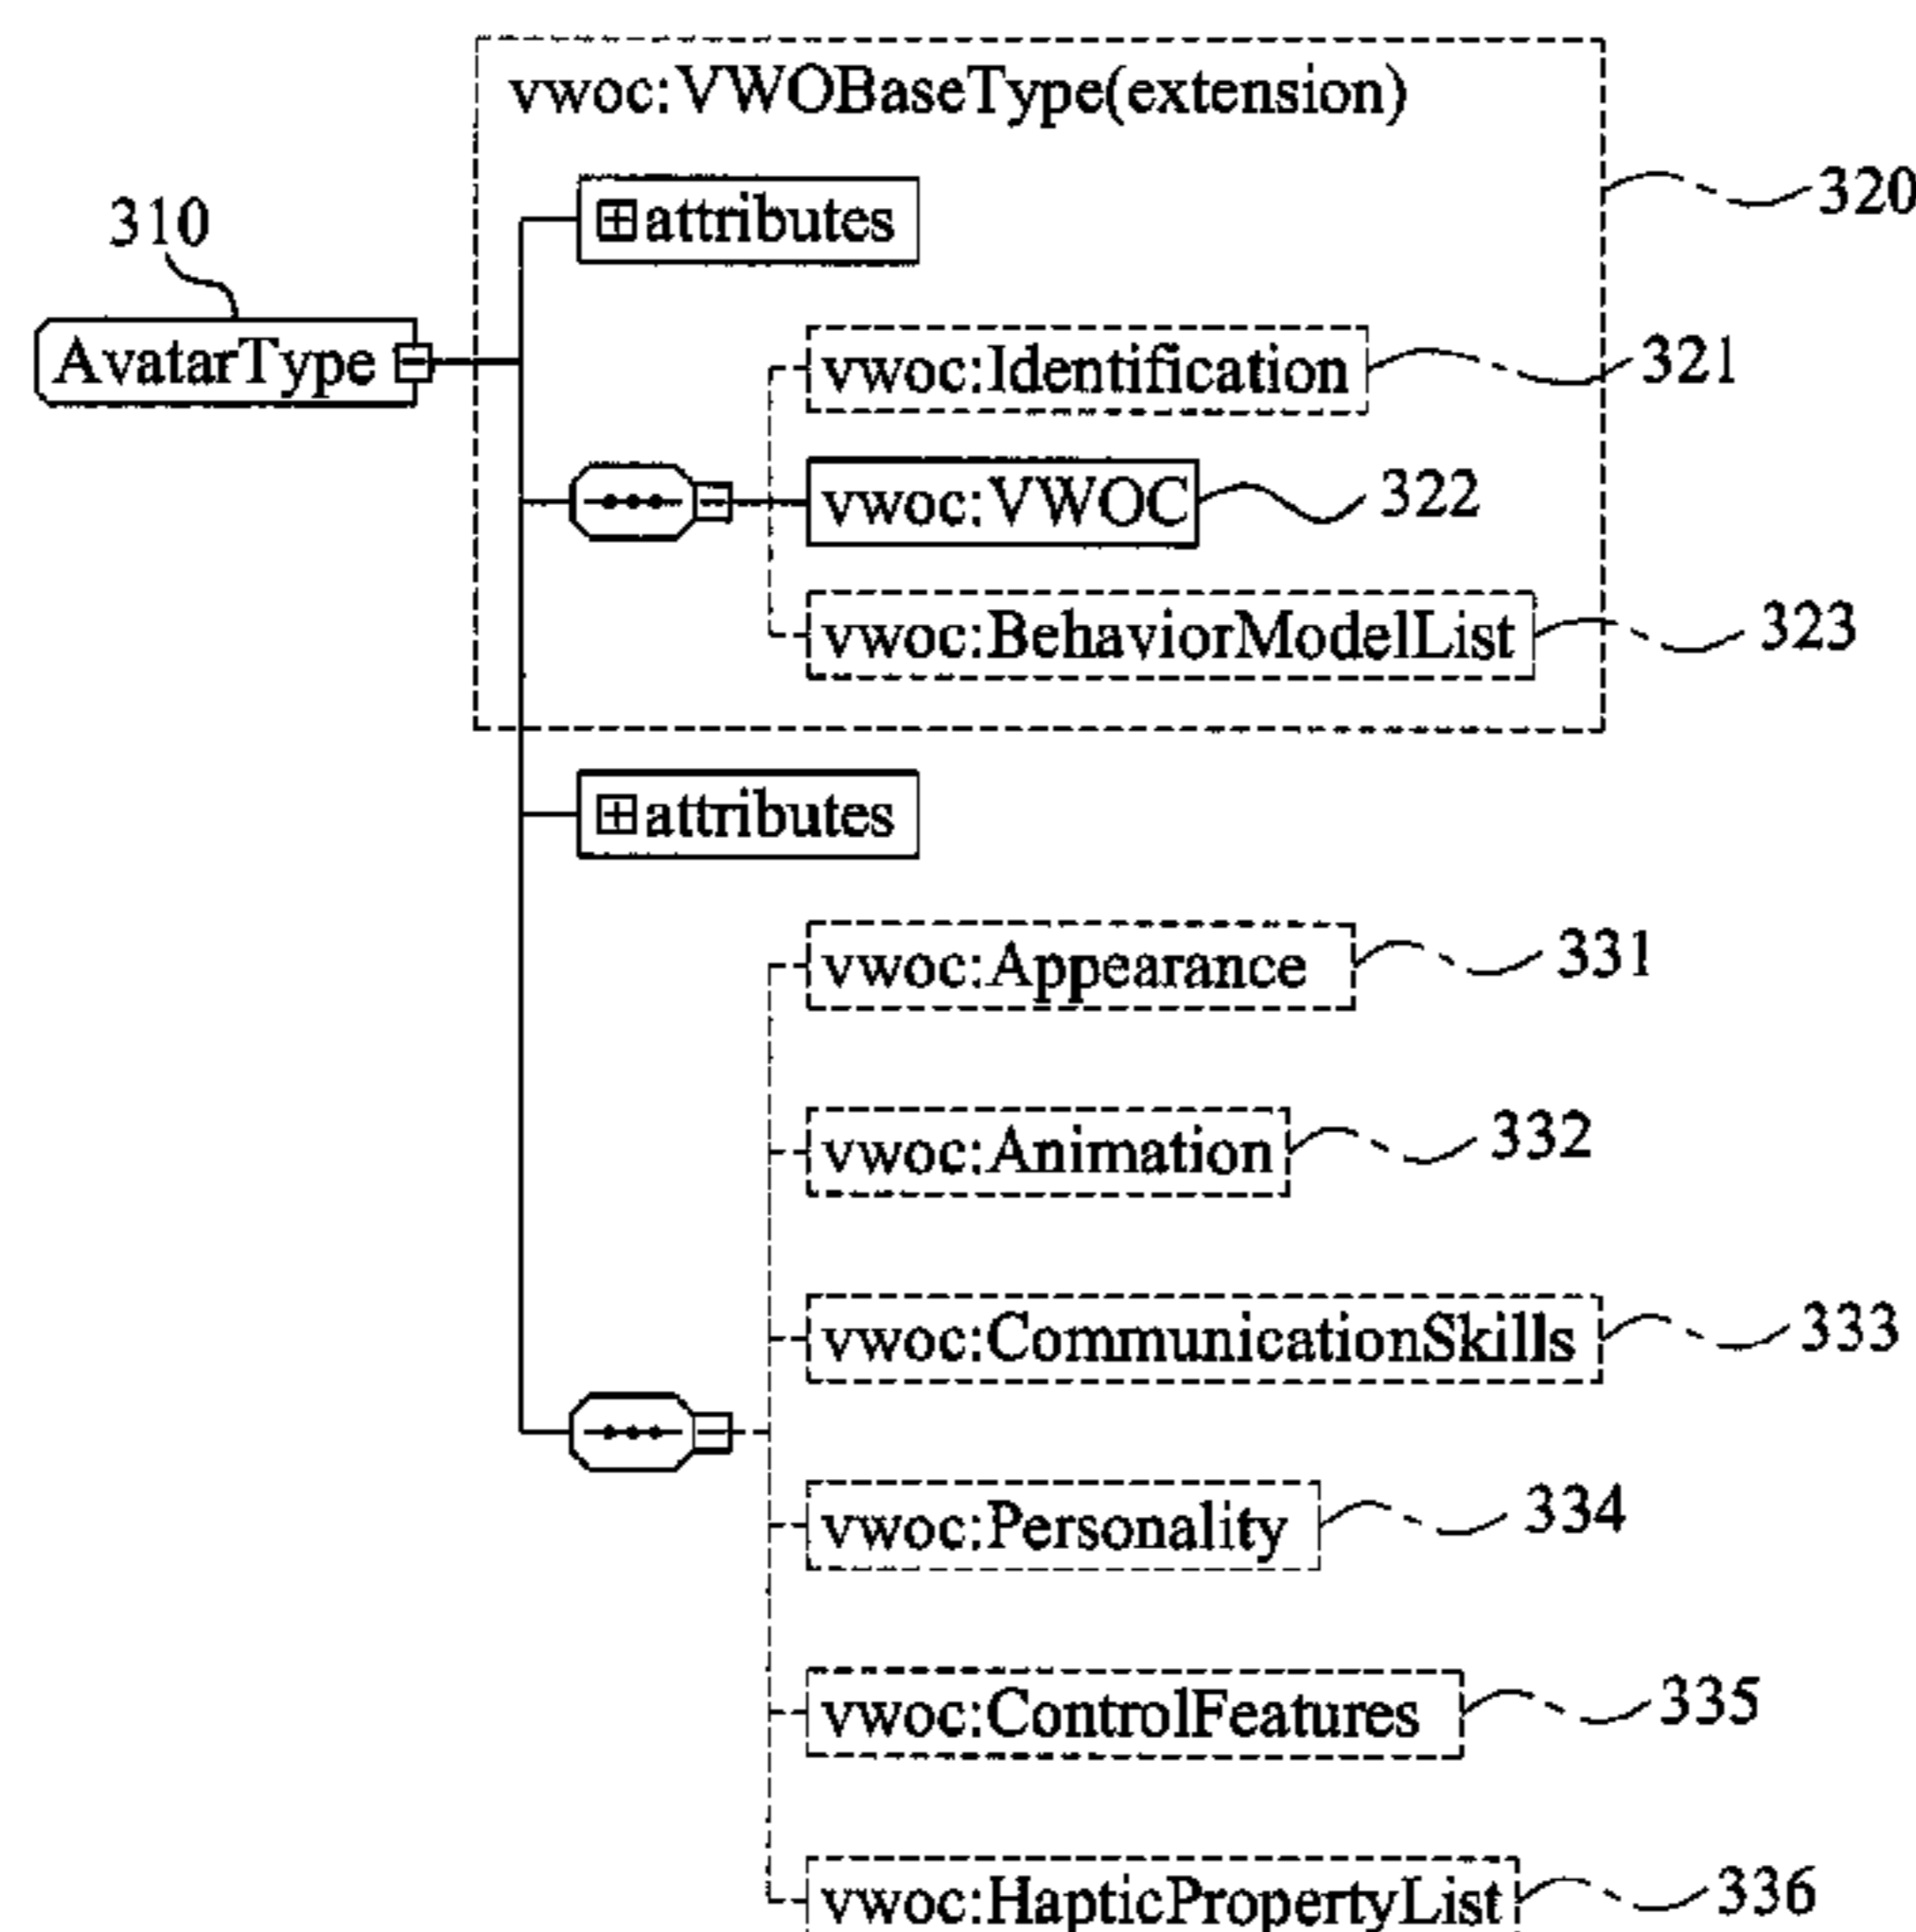 vwoc:VWOBaseType(extension)
320
attributes
310
AvatarType
vwoc:Identification
321
vwoc:VWOC
322
vwoc:BehaviorModelList
323
attributes
vwoc:Appearance
331
vwoc:Animation
332
vwoc:CommunicationSkills
333
vwoc:Personality
334
vwoc:ControlFeatures
335
vwoc:HapticPropertyList
336